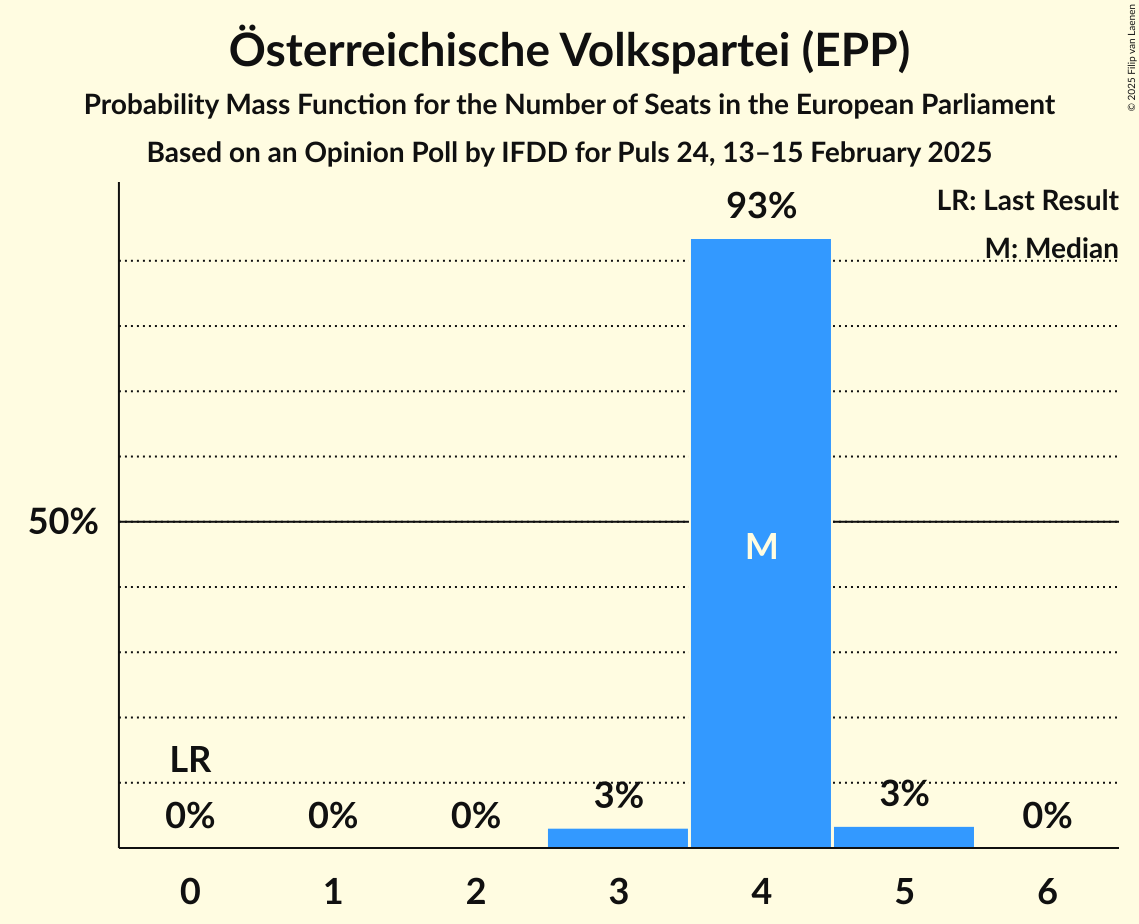 Österreichische Volkspartei (EPP)
Probability Mass Function for the Number of Seats in the European Parliament
Based on an Opinion Poll by IFDD for Puls 24, 13–15 February 2025
© 2025 Filip van Laenen
LR: Last Result
M: Median
93%
50%
M
LR
0%
0%
0%
3%
3%
0%
0 1 2 3 4 5 6